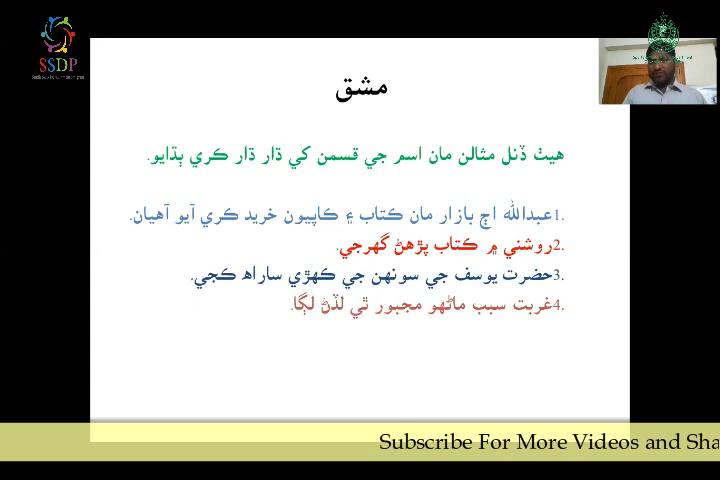 SSDP
مشق
هيٺ ڏنل مثالن مان اسم جي قسمن کي ڌار ڌار ڪري ٻڌايو.
1.عبدالله اڄ بازار مان ڪتاب ۽ ڪاپيون خريد ڪري آيو آهيان.
2.روشني ۾ ڪتاب پڙهڻ گهرجي.
3.حضرت يوسف جي سونهن جي ڪهڙي ساراھ ڪجي.
4.غربت سبب ماڻهو مجبور ٿي لڏڻ لڳا.
Subscribe For More Videos and Sha